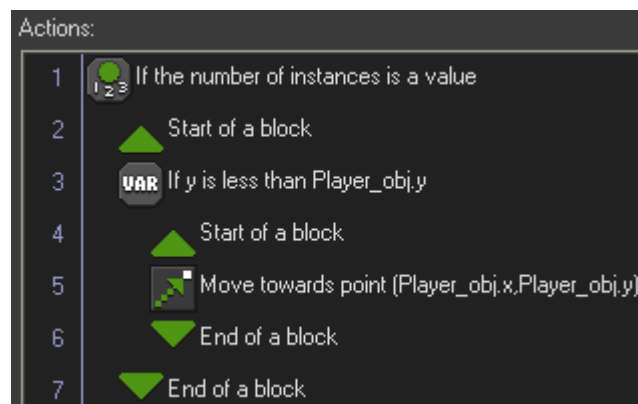 Actions:
1 123 If the number of instances is a value
2 Start of a block
3 VAR If y is less than Player_obj.y
4 Start of a block
5 Move towards point (Player_obj.x,Player_obj.y)
6 End of a block
7 End of a block